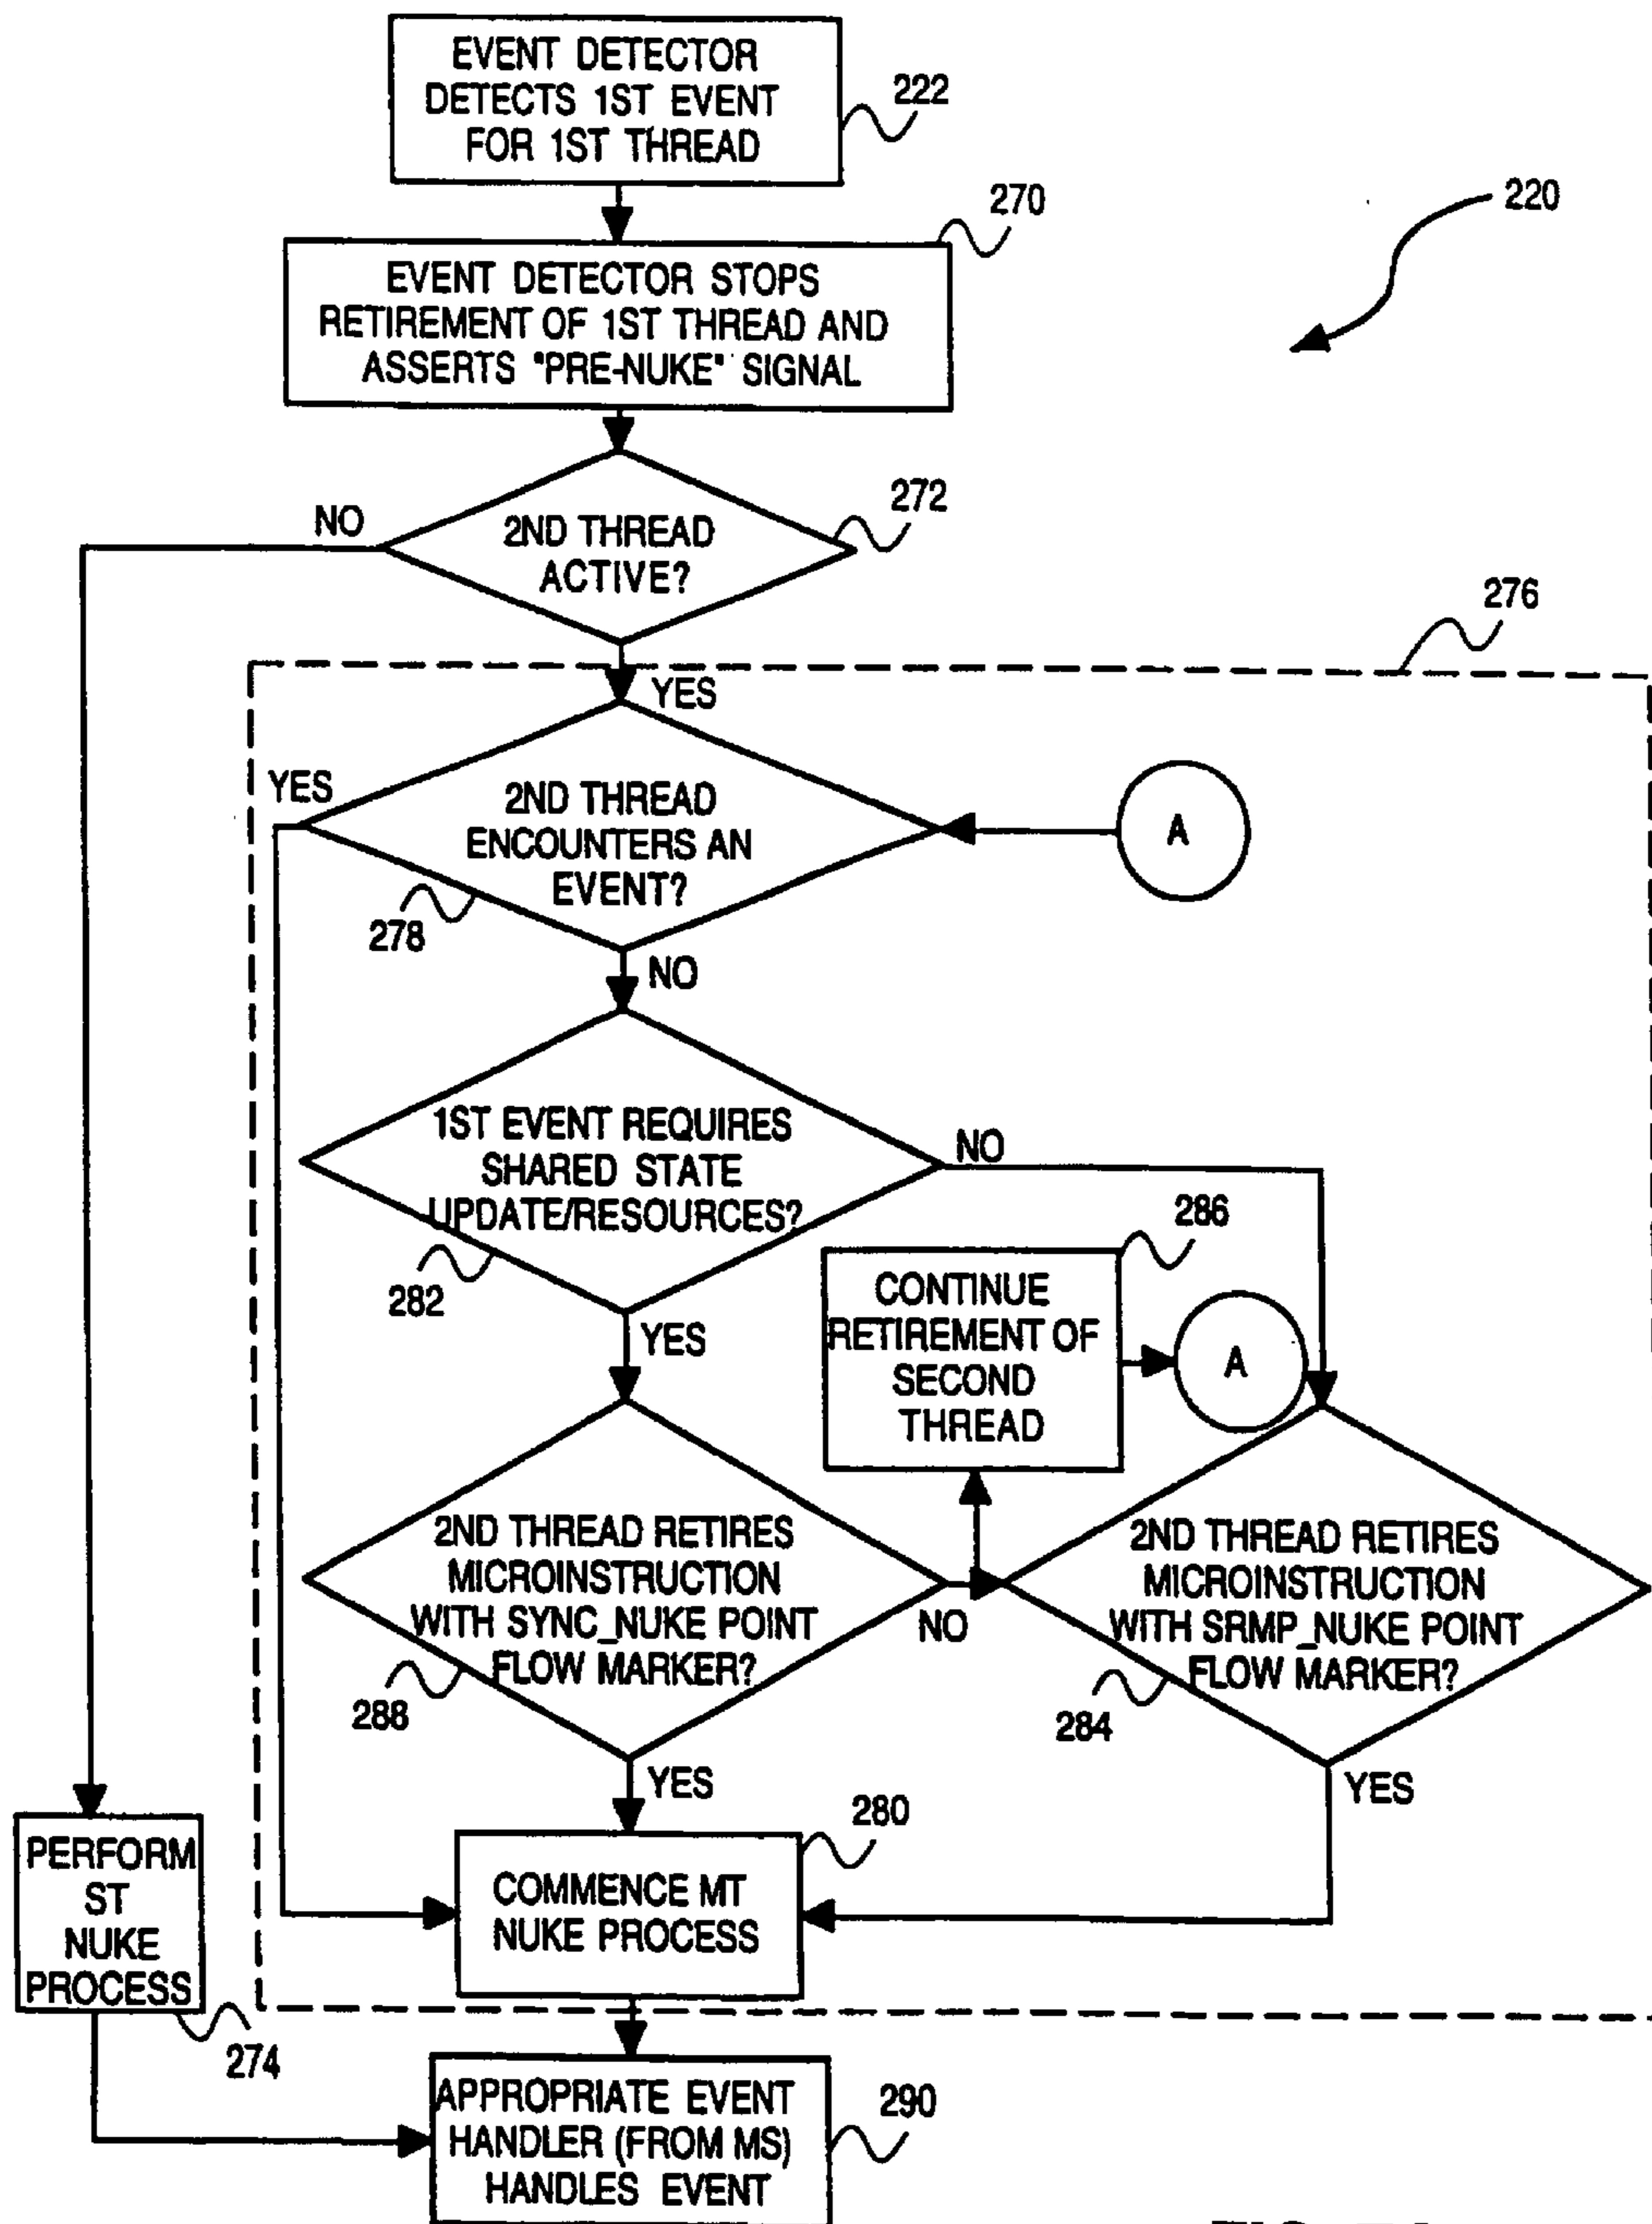 EVENT DETECTOR
DETECTS 1ST EVENT
FOR 1ST THREAD
222
270
220
EVENT DETECTOR STOPS
RETIREMENT OF 1ST THREAD AND
ASSERTS "PRE-NUKE" SIGNAL
NO
272
2ND THREAD
ACTIVE?
276
YES
YES
2ND THREAD
ENCOUNTERS AN
EVENT?
A
278
NO
1ST EVENT REQUIRES
SHARED STATE
UPDATE/RESOURCES?
NO
286
282
YES
CONTINUE
RETIREMENT OF
SECOND
THREAD
A
2ND THREAD RETIRES
MICROINSTRUCTION
WITH SYNC_NUKE POINT
FLOW MARKER?
NO
288
2ND THREAD RETIRES
MICROINSTRUCTION
WITH SRMP_NUKE POINT
FLOW MARKER?
284
YES
YES
280
PERFORM
ST
NUKE
PROCESS
COMMENCE MT
NUKE PROCESS
274
APPROPRIATE EVENT
HANDLER (FROM MS)
HANDLES EVENT
290